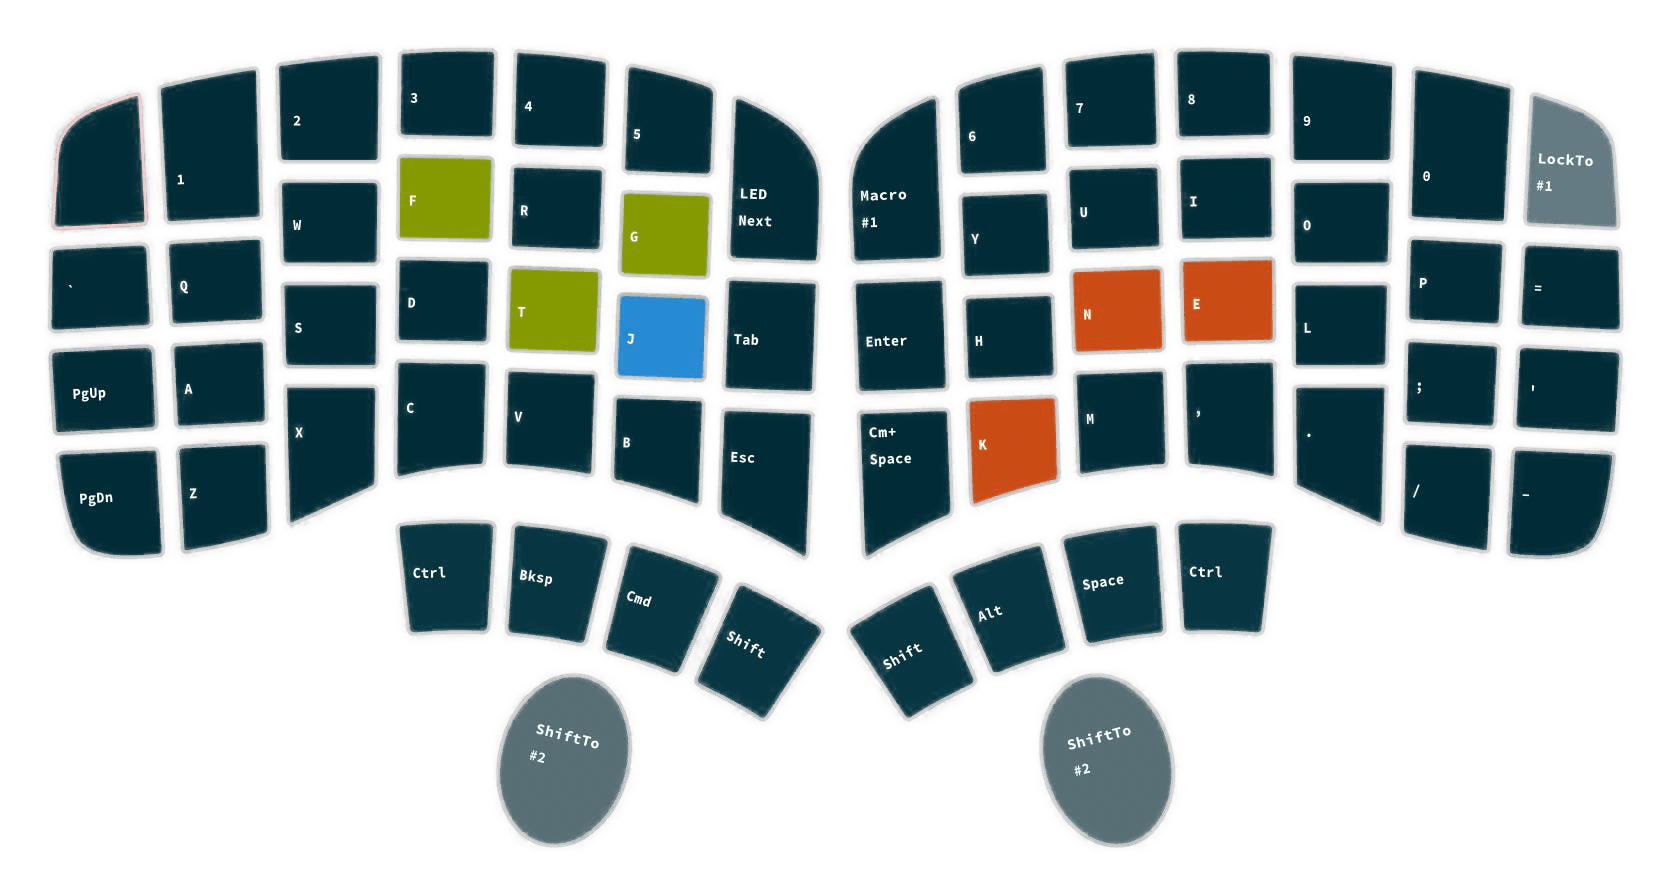 3
4
8
7
2
9
5
6
LockTo
#1
1
0
LED
Next
Macro
#1
F
R
I
U
W
O
G
Y
`
Q
P
=
D
T
E
N
S
L
J
Tab
Enter
H
PgUp
A
;
'
C
V
,
M
X
.
B
K
Esc
Cm+
Space
PgDn
Z
/
-
Ctrl
Bksp
Cmd
Shift
Shift
Alt
Space
Ctrl
ShiftTo
#2
ShiftTo
#2